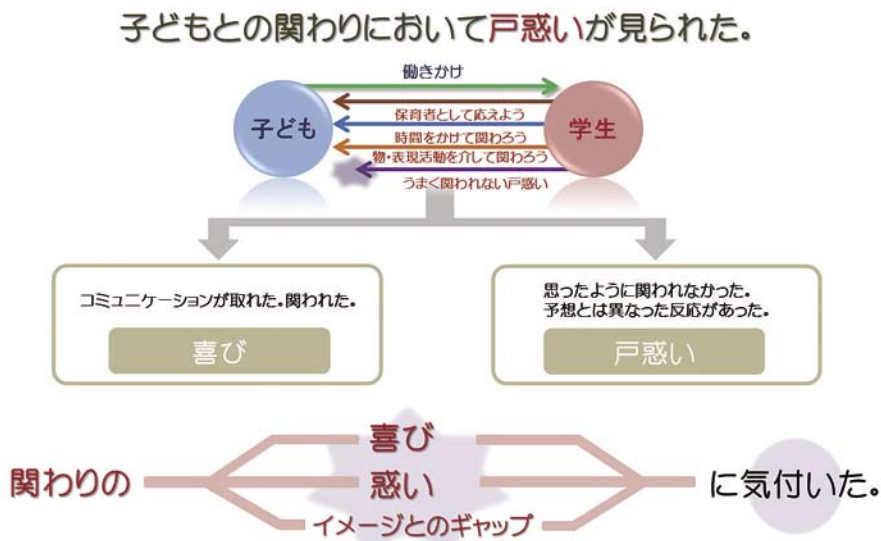 子どもとの関わりにおいて戸惑いが見られた。
働きかけ
子ども
学生
保育者として応えよう
時間をかけて関わろう
物・表現活動を介して関わろう
うまく関われない戸惑い
コミュニケーションが取れた。関われた。
喜び
思ったように関われなかった。
予想とは異なった反応があった。
戸惑い
関わりの
喜び
惑い
イメージとのギャップ
に気付いた。